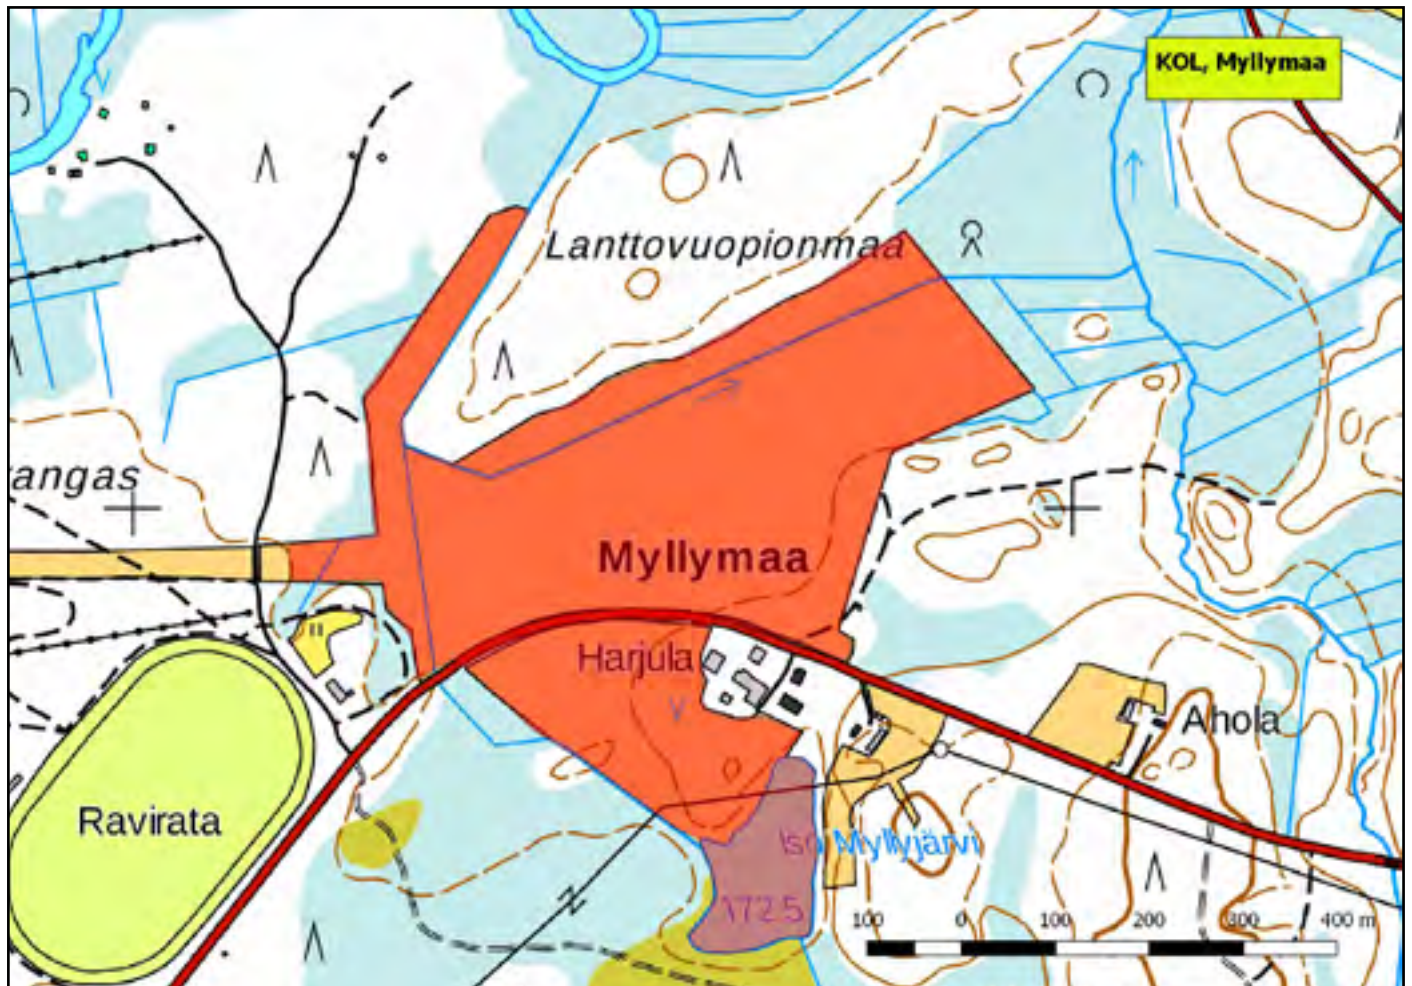 KOL, Myllymaa
Lanttovuopionmaa
angas
Myllymaa
Harjula
Ahola
Ravirata
Iso Myllyjärvi
172.5
100 0 100 200 300 400 m